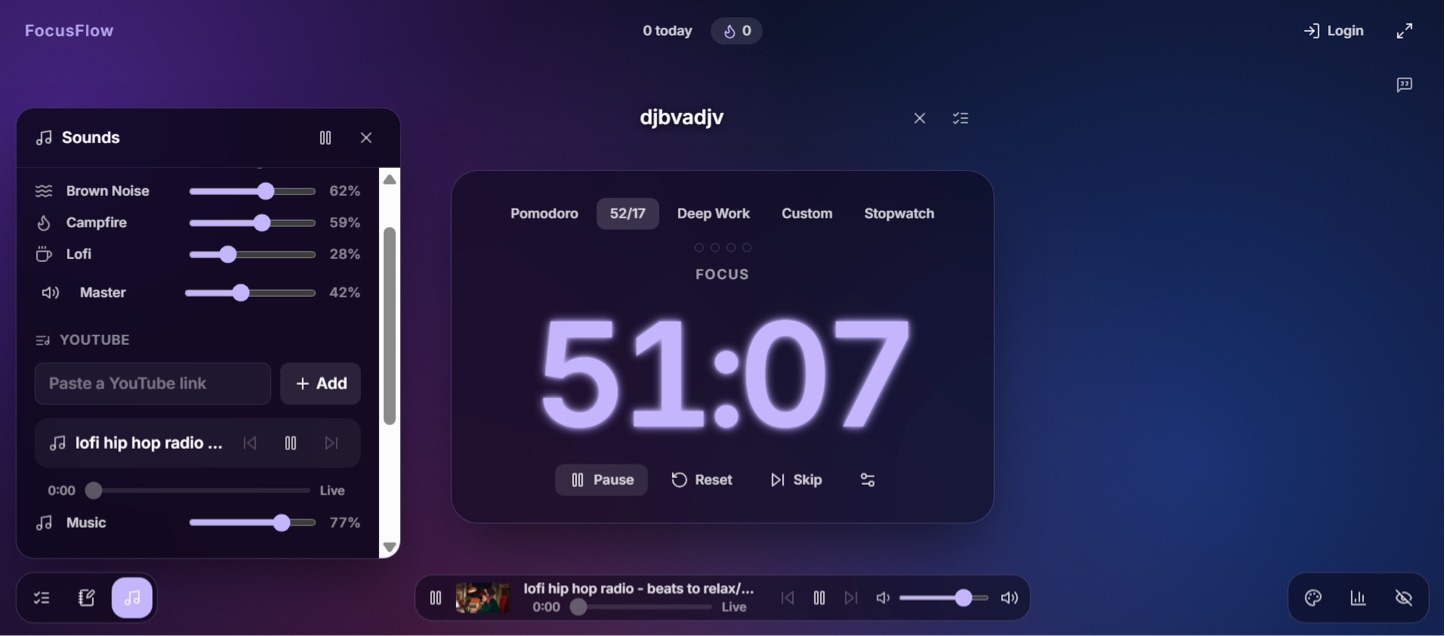 FocusFlow
0 today 0
Login
Sounds
Brown Noise 62%
Campfire 59%
Lofi 28%
Master 42%
YOUTUBE
Paste a YouTube link + Add
lofi hip hop radio ...
0:00 Live
Music 77%
djbvadjv
Pomodoro 52/17 Deep Work Custom Stopwatch
FOCUS
51:07
Pause Reset Skip
lofi hip hop radio - beats to relax/...
0:00 Live